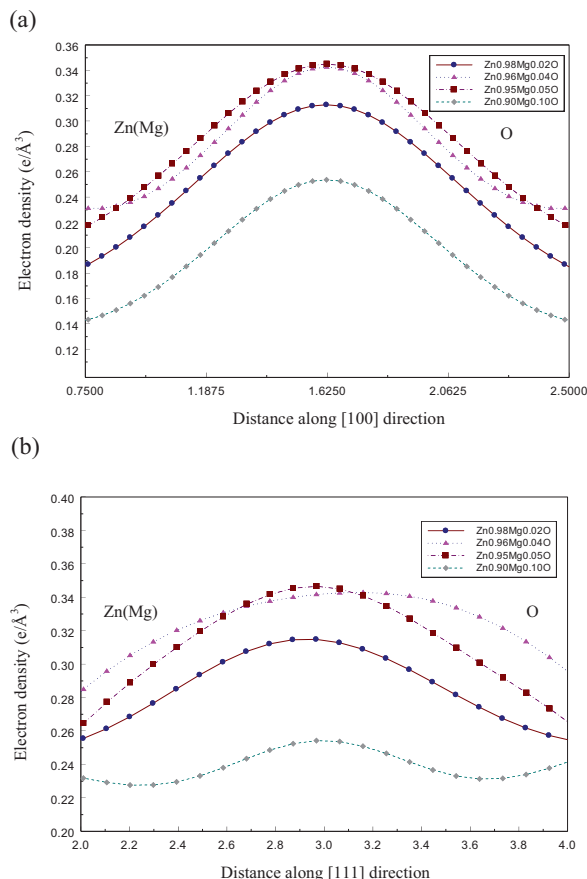 (a)
0.36
0.34
0.32
0.30
0.28
0.26
0.24
0.22
0.20
0.18
0.16
0.14
0.12
Electron density (e/Å³)
Zn(Mg)
O
Zn0.98Mg0.02O
Zn0.96Mg0.04O
Zn0.95Mg0.05O
Zn0.90Mg0.10O
0.7500 1.1875 1.6250 2.0625 2.5000
Distance along [100] direction
(b)
0.40
0.38
0.36
0.34
0.32
0.30
0.28
0.26
0.24
0.22
0.20
Electron density (e/Å³)
Zn(Mg)
O
Zn0.98Mg0.02O
Zn0.96Mg0.04O
Zn0.95Mg0.05O
Zn0.90Mg0.10O
2.0 2.2 2.4 2.6 2.8 3.0 3.2 3.4 3.6 3.8 4.0
Distance along [111] direction